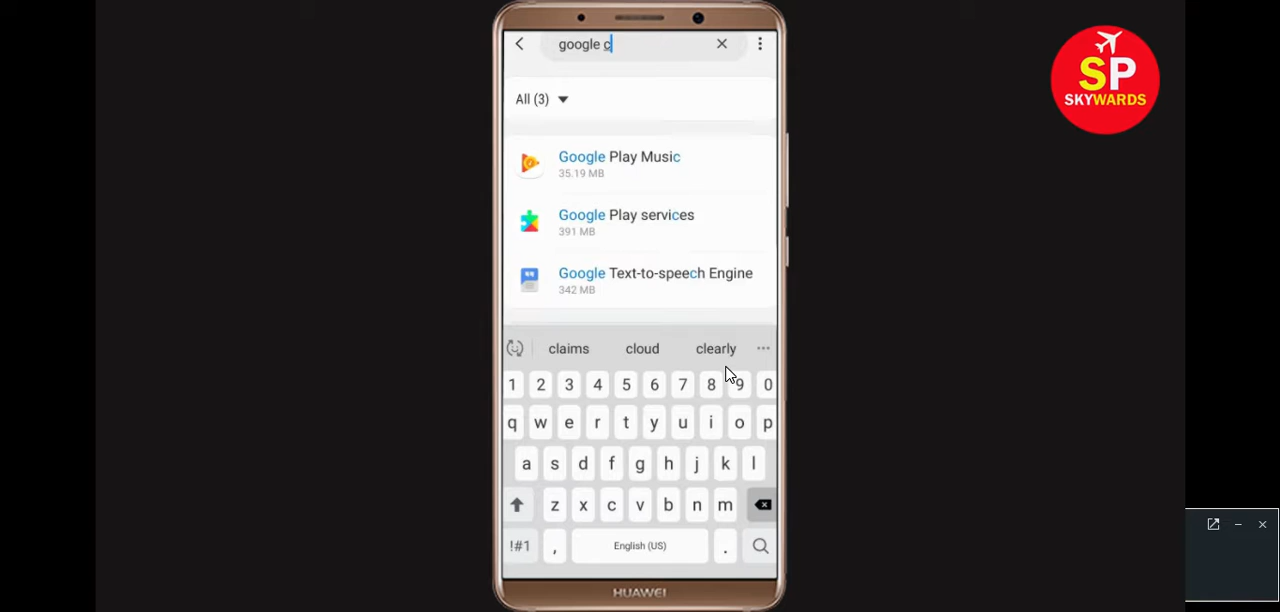 google c
SP
SKYWARDS
All (3)
Google Play Music
35.19 MB
Google Play services
391 MB
Google Text-to-speech Engine
342 MB
claims cloud clearly
1 2 3 4 5 6 7 8 9 0
q w e r t y u i o p
a s d f g h j k l
z x c v b n m
!#1 , English (US) .
HUAWEI